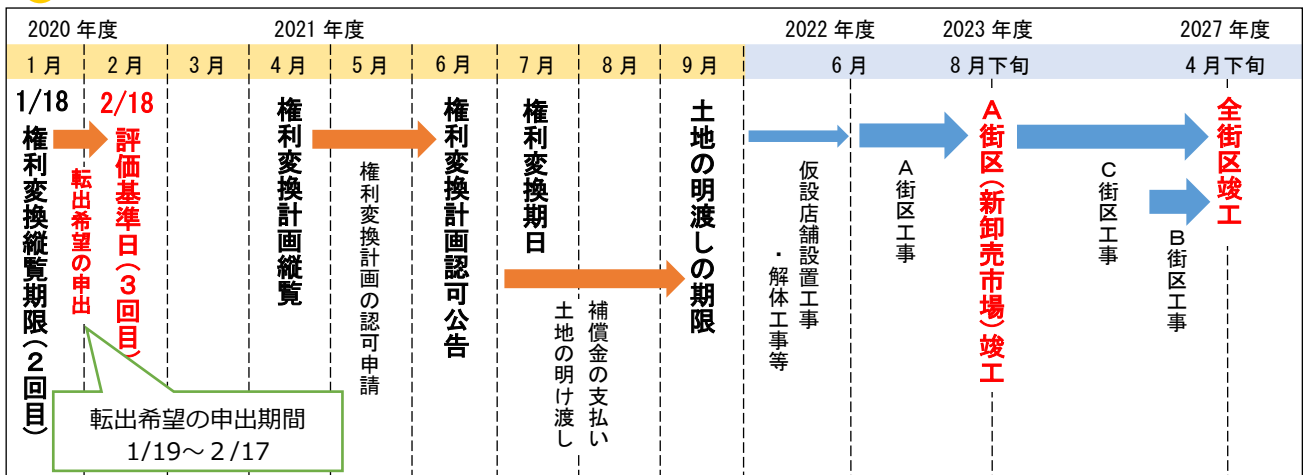 2020 年度
2021 年度
2022 年度
2023 年度
2027 年度
1 月
2 月
3 月
4 月
5 月
6 月
7 月
8 月
9 月
6 月
8 月下旬
4 月下旬
1/18
権利変換縦覧期限（2回目）
転出希望の申出
2/18
評価基準日（3回目）
権利変換計画縦覧
権利変換計画の認可申請
権利変換計画認可公告
権利変換期日
土地の明け渡し
補償金の支払い
土地の明渡しの期限
仮設店舗設置工事
・解体工事等
A街区工事
A街区（新卸売市場）竣工
C街区工事
B街区工事
全街区竣工
転出希望の申出期間
1/19～２/17